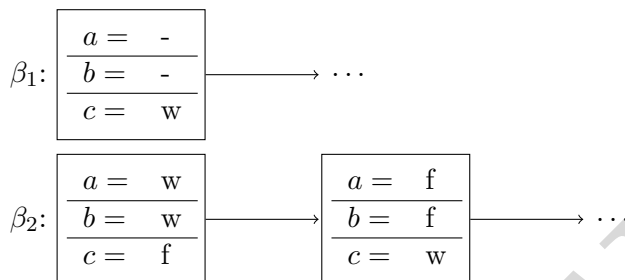 a = -
β₁: b = - ...
c = w
a = w a = f
β₂: b = w b = f ...
c = f c = w